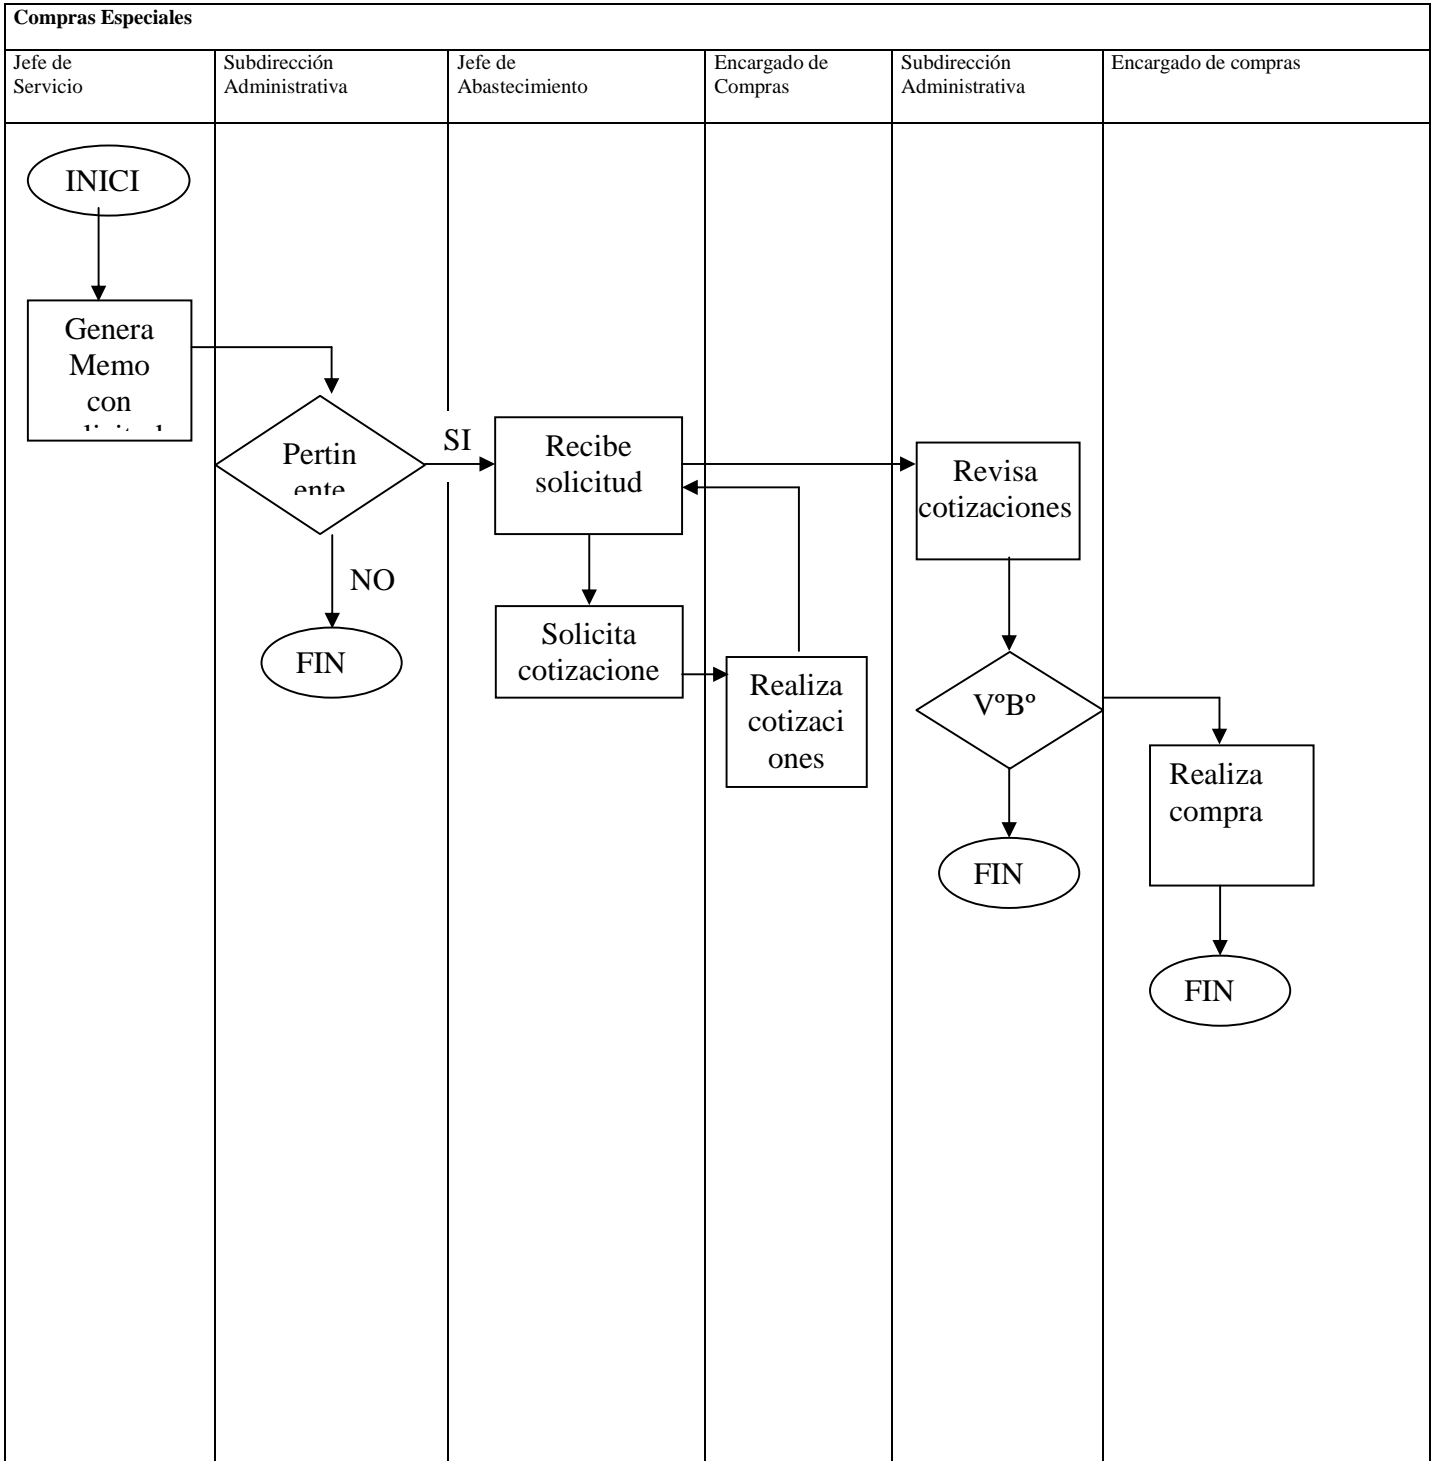 Compras Especiales
Jefe de
Servicio
Subdirección
Administrativa
Jefe de
Abastecimiento
Encargado de
Compras
Subdirección
Administrativa
Encargado de compras
INICI
Genera
Memo
con
Pertin
ente
SI
NO
FIN
Recibe
solicitud
Solicita
cotizacione
Realiza
cotizaci
ones
Revisa
cotizaciones
VºBº
FIN
Realiza
compra
FIN